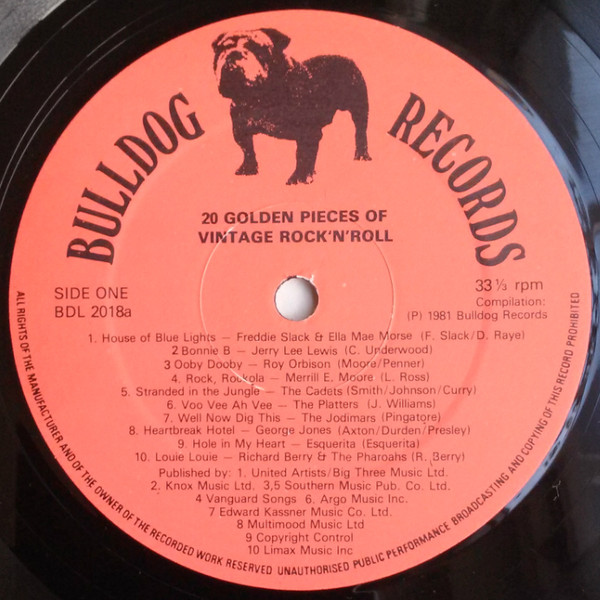 BULLDOG RECORDS
20 GOLDEN PIECES OF
VINTAGE ROCK'N'ROLL
SIDE ONE
BDL 2018a
33⅓ rpm
Compilation:
(P) 1981 Bulldog Records
1. House of Blue Lights — Freddie Slack & Ella Mae Morse (F. Slack/D. Raye)
2 Bonnie B — Jerry Lee Lewis (C. Underwood)
3 Ooby Dooby — Roy Orbison (Moore/Penner)
4. Rock, Rockola — Merrill E. Moore (L. Ross)
5. Stranded in the Jungle — The Cadets (Smith/Johnson/Curry)
6. Voo Vee Ah Vee — The Platters (J. Williams)
7. Well Now Dig This — The Jodimars (Pingatore)
8. Heartbreak Hotel — George Jones (Axton/Durden/Presley)
9. Hole in My Heart — Esquerita (Esquerita)
10. Louie Louie — Richard Berry & The Pharoahs (R. Berry)
Published by: 1. United Artists/Big Three Music Ltd.
2. Knox Music Ltd. 3,5 Southern Music Pub. Co. Ltd.
4 Vanguard Songs 6. Argo Music Inc.
7 Edward Kassner Music Co. Ltd.
8 Multimood Music Ltd
9 Copyright Control
10 Limax Music Inc
ALL RIGHTS OF THE MANUFACTURER AND OF THE OWNER OF THE RECORDED WORK RESERVED UNAUTHORISED PUBLIC PERFORMANCE BROADCASTING AND COPYING OF THIS RECORD PROHIBITED